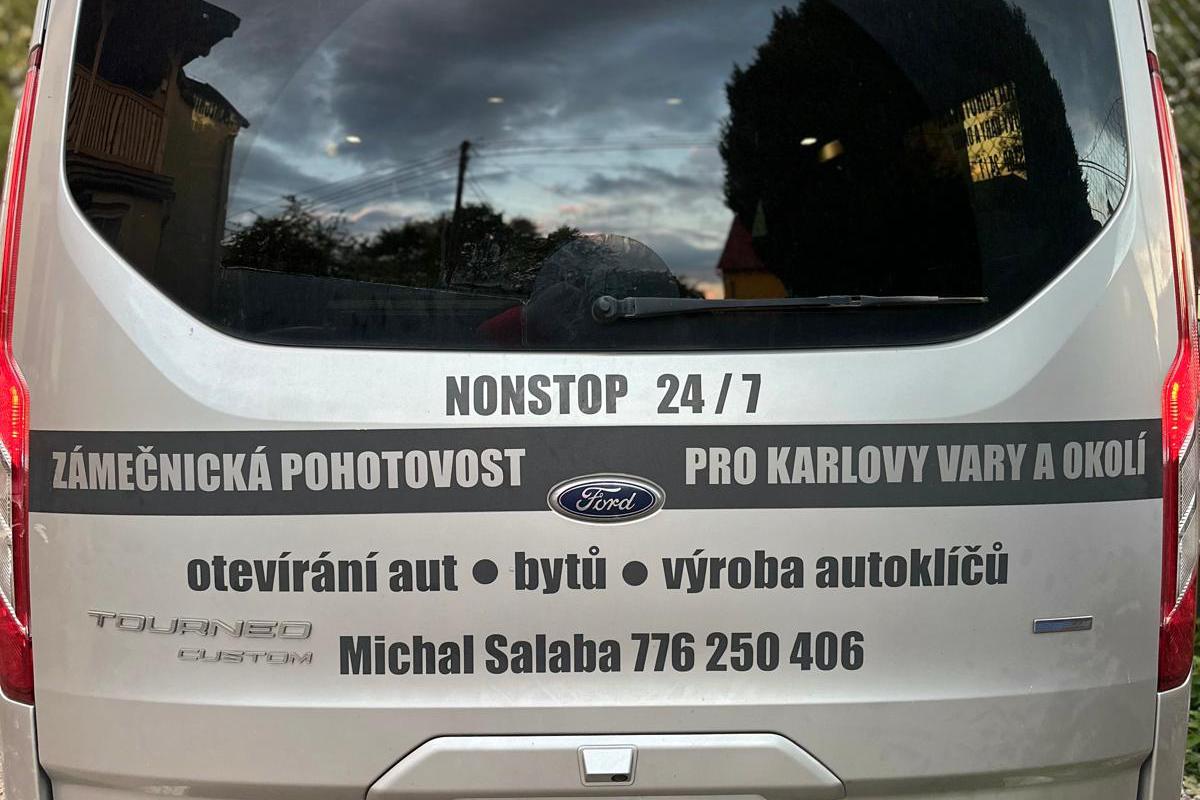 NONSTOP 24/7
ZÁMEČNICKÁ POHOTOVOST PRO KARLOVY VARY A OKOLÍ
Ford
otevírání aut • bytů • výroba autoklíčů
TOURNEO
CUSTOM
Michal Salaba 776 250 406